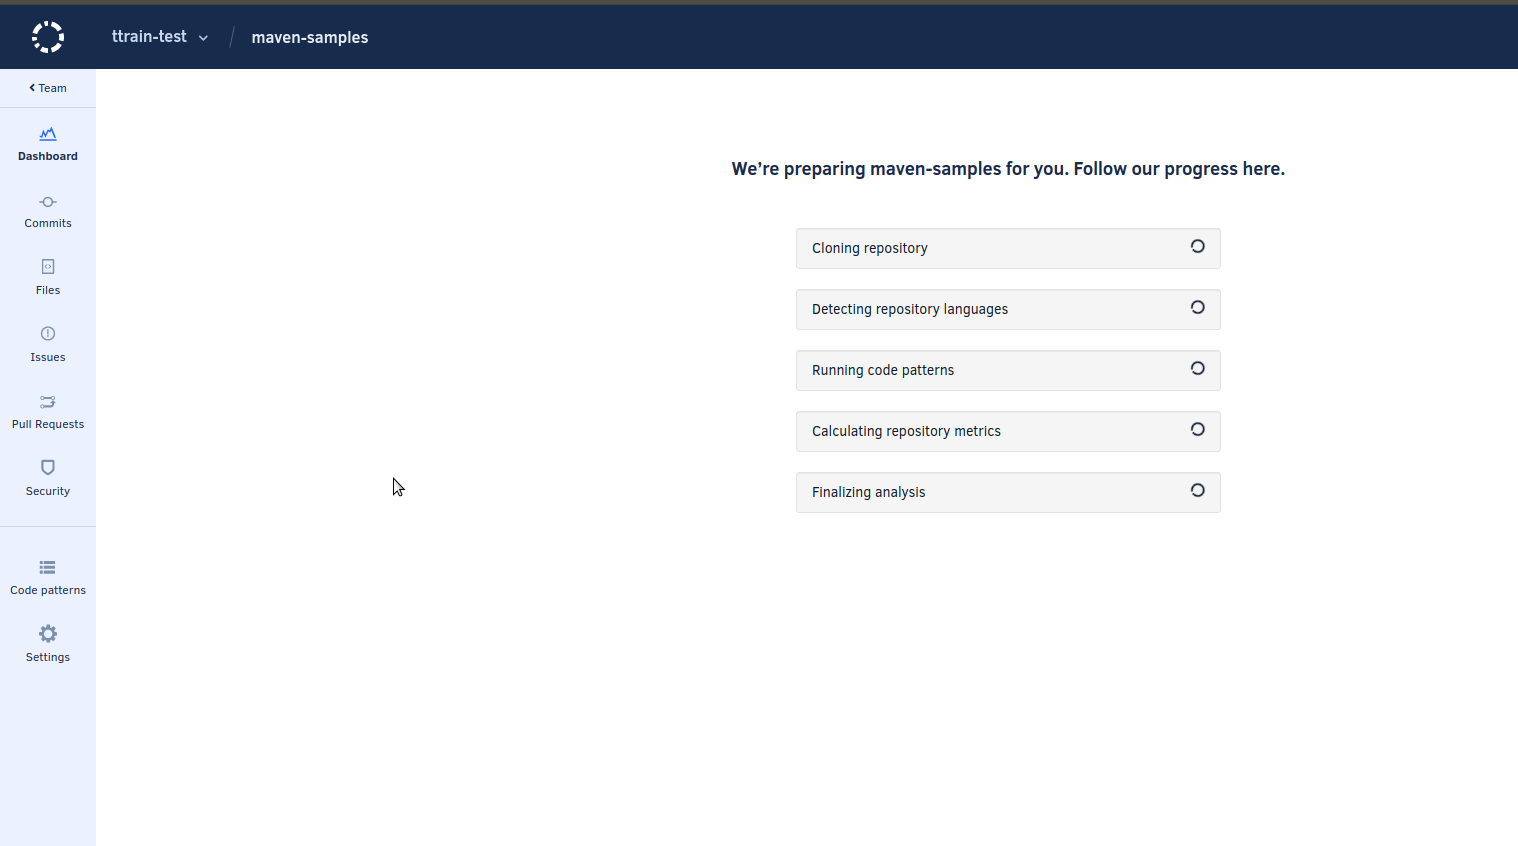 ttrain-test
maven-samples
Team
Dashboard
Commits
Files
Issues
Pull Requests
Security
Code patterns
Settings
We’re preparing maven-samples for you. Follow our progress here.
Cloning repository
Detecting repository languages
Running code patterns
Calculating repository metrics
Finalizing analysis